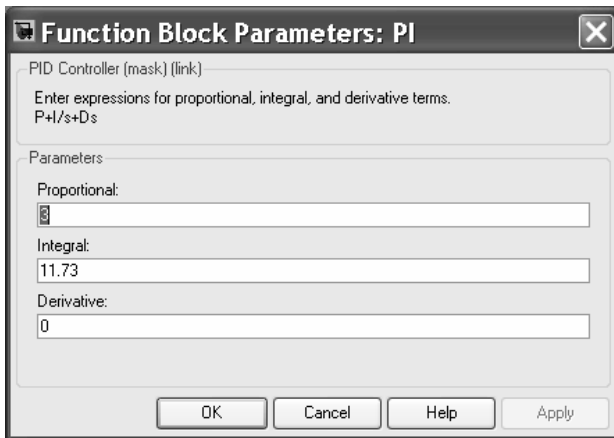 Function Block Parameters: PI
PID Controller (mask) (link)
Enter expressions for proportional, integral, and derivative terms.
P+I/s+Ds
Parameters
Proportional:
3
Integral:
11.73
Derivative:
0
OK Cancel Help Apply